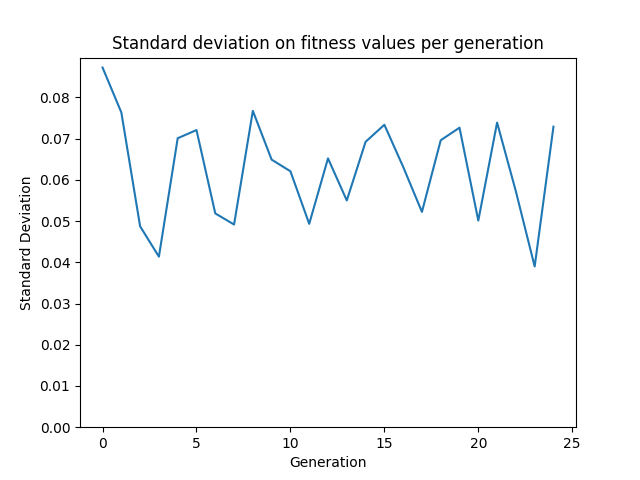 Standard deviation on fitness values per generation
0.08
0.07
0.06
0.05
0.04
0.03
0.02
0.01
0.00
Standard Deviation
0 5 10 15 20 25
Generation